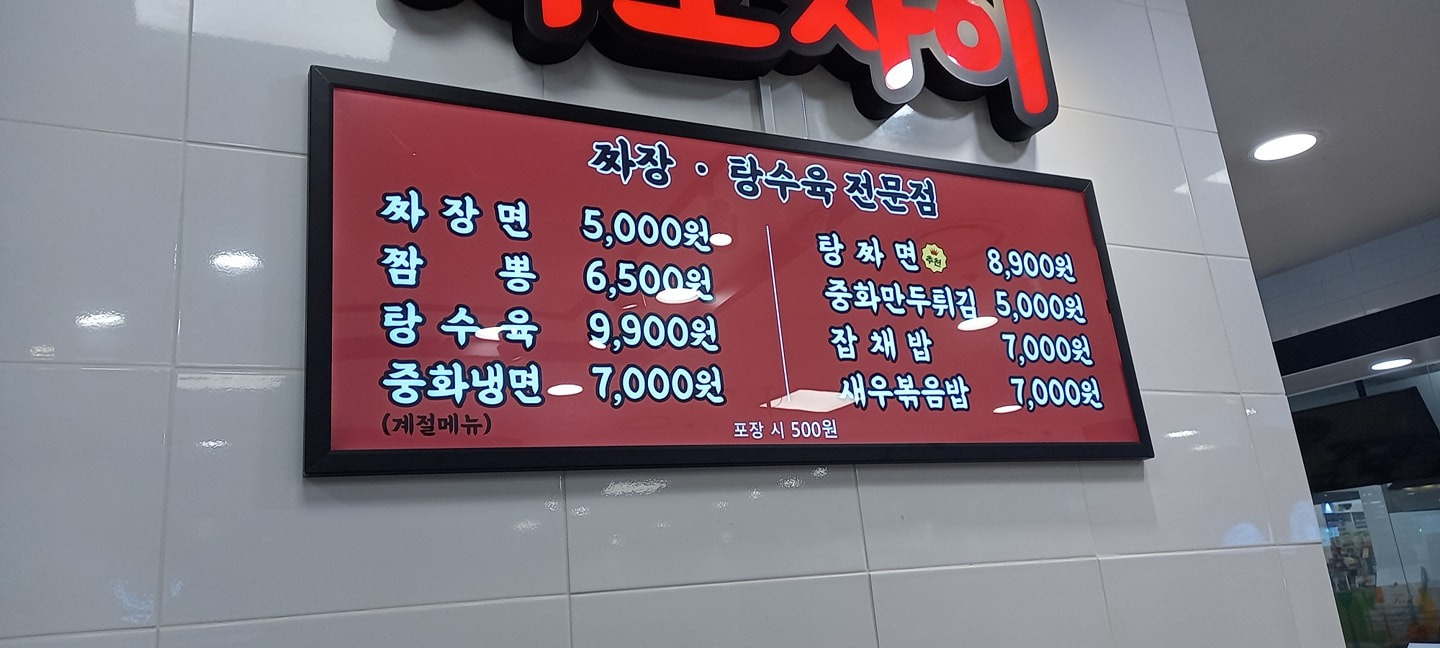 짜장 · 탕수육 전문점
짜장면 5,000원
짬뽕 6,500원
탕수육 9,900원
중화냉면 7,000원
(계절메뉴)
탕짜면 추천 8,900원
중화만두튀김 5,000원
잡채밥 7,000원
새우볶음밥 7,000원
포장 시 500원